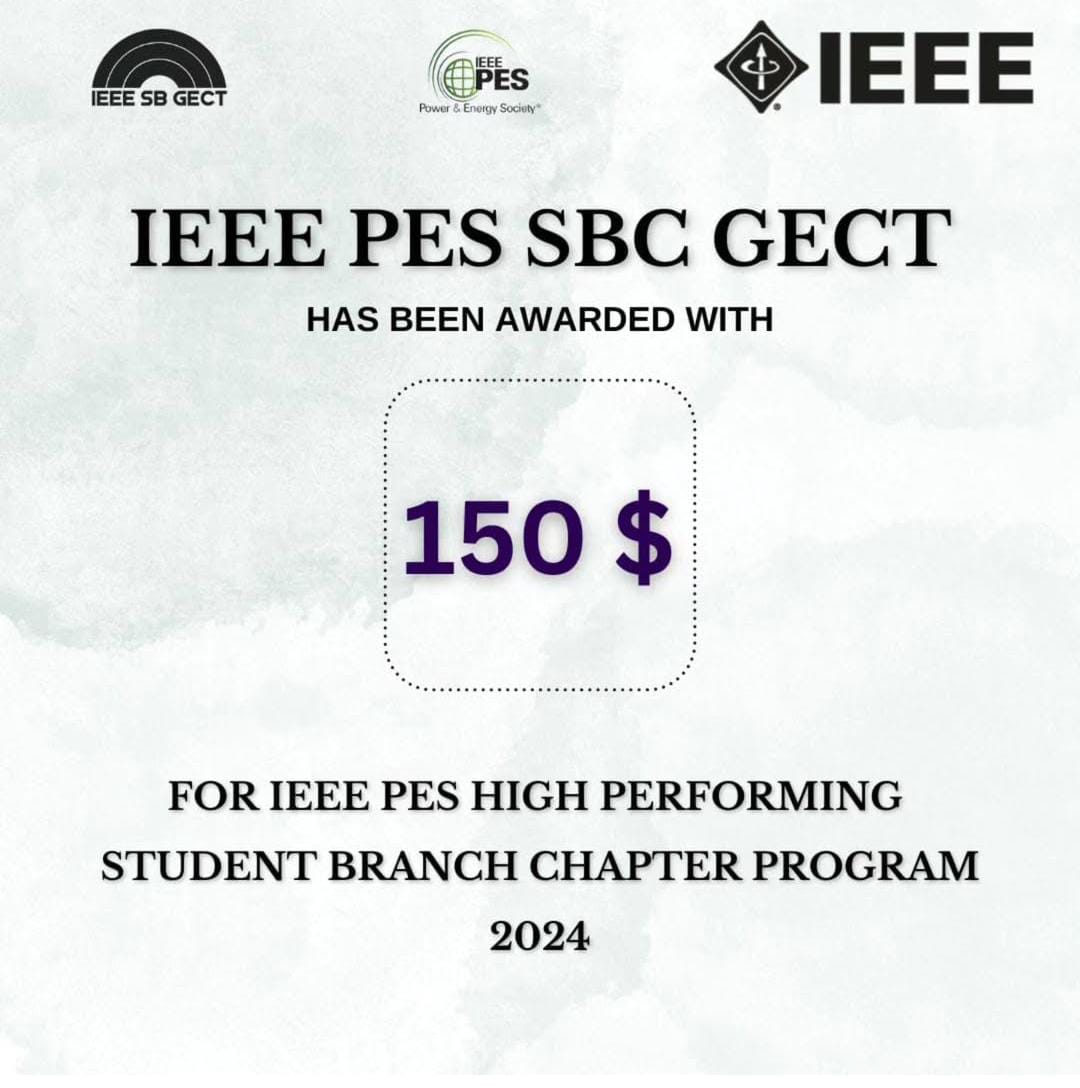 IEEE SB GECT
IEEE
PES
Power & Energy Society®
IEEE
IEEE PES SBC GECT
HAS BEEN AWARDED WITH
150 $
FOR IEEE PES HIGH PERFORMING
STUDENT BRANCH CHAPTER PROGRAM
2024